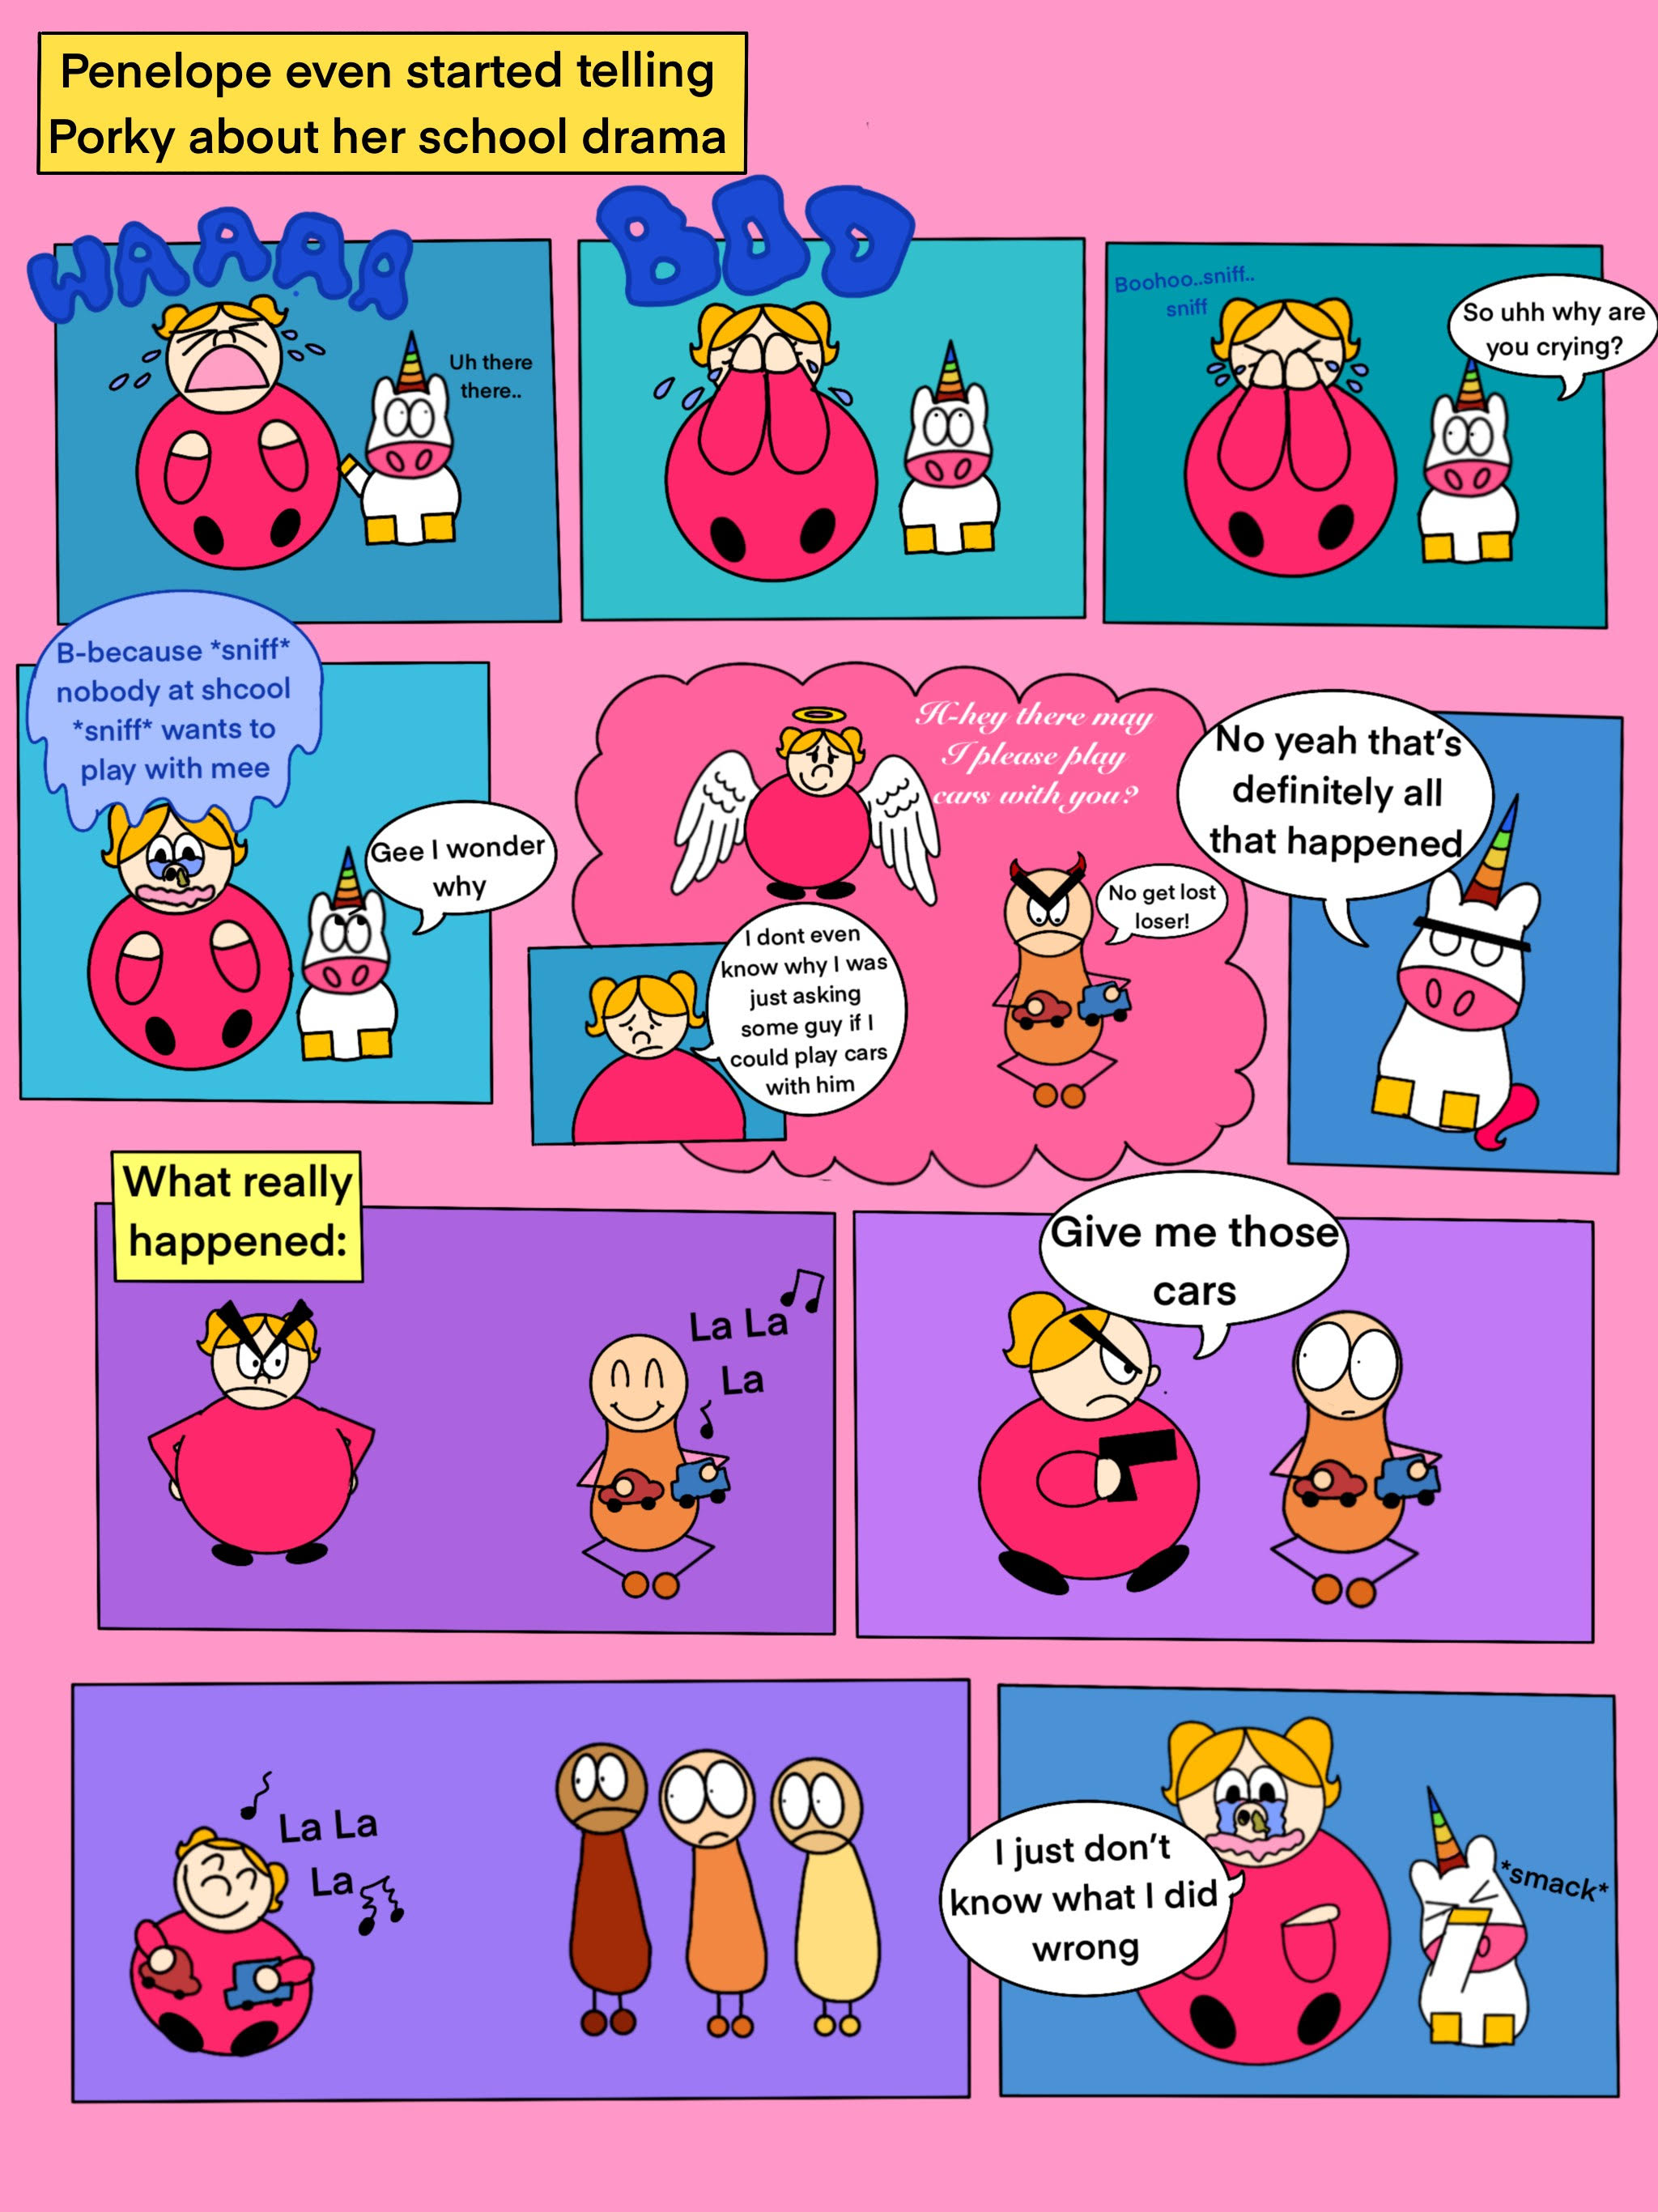 Penelope even started telling
Porky about her school drama
WAAAA
Uh there
there..
BOO
Boohoo..sniff..
sniff
So uhh why are
you crying?
B-because *sniff*
nobody at shcool
*sniff* wants to
play with mee
Gee I wonder
why
H-hey there may
I please play
cars with you?
No get lost
loser!
I dont even
know why I was
just asking
some guy if I
could play cars
with him
No yeah that's
definitely all
that happened
What really
happened:
La La
La
Give me those
cars
La La
La
I just don't
know what I did
wrong
*smack*